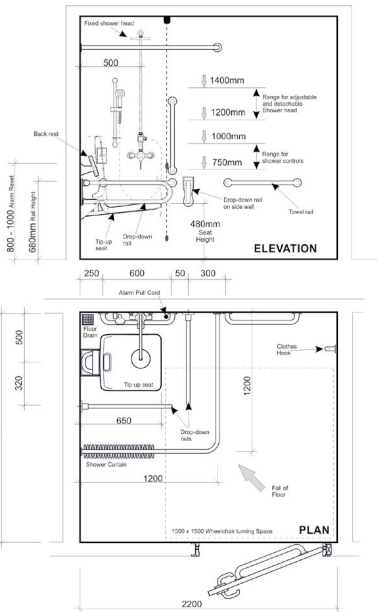 Fixed shower head
500
1400mm
Range for adjustable
and detachable
Shower head
1200mm
1000mm
Range for
shower controls
750mm
Back rest
800 - 1000 Alarm Reset
680mm Rail Height
Tip-up
seat
Drop-down
rail
480mm
Seat
Height
Drop-down rail
on side wall
Towel rail
ELEVATION
250
600
50
300
Alarm Pull Cord
500
320
Floor
Drain
Tip-up seat
Clothes
Hook
1200
650
Drop-down
rails
Shower Curtain
1200
Fall of
Floor
1500 x 1500 Wheelchair turning Space
PLAN
2200